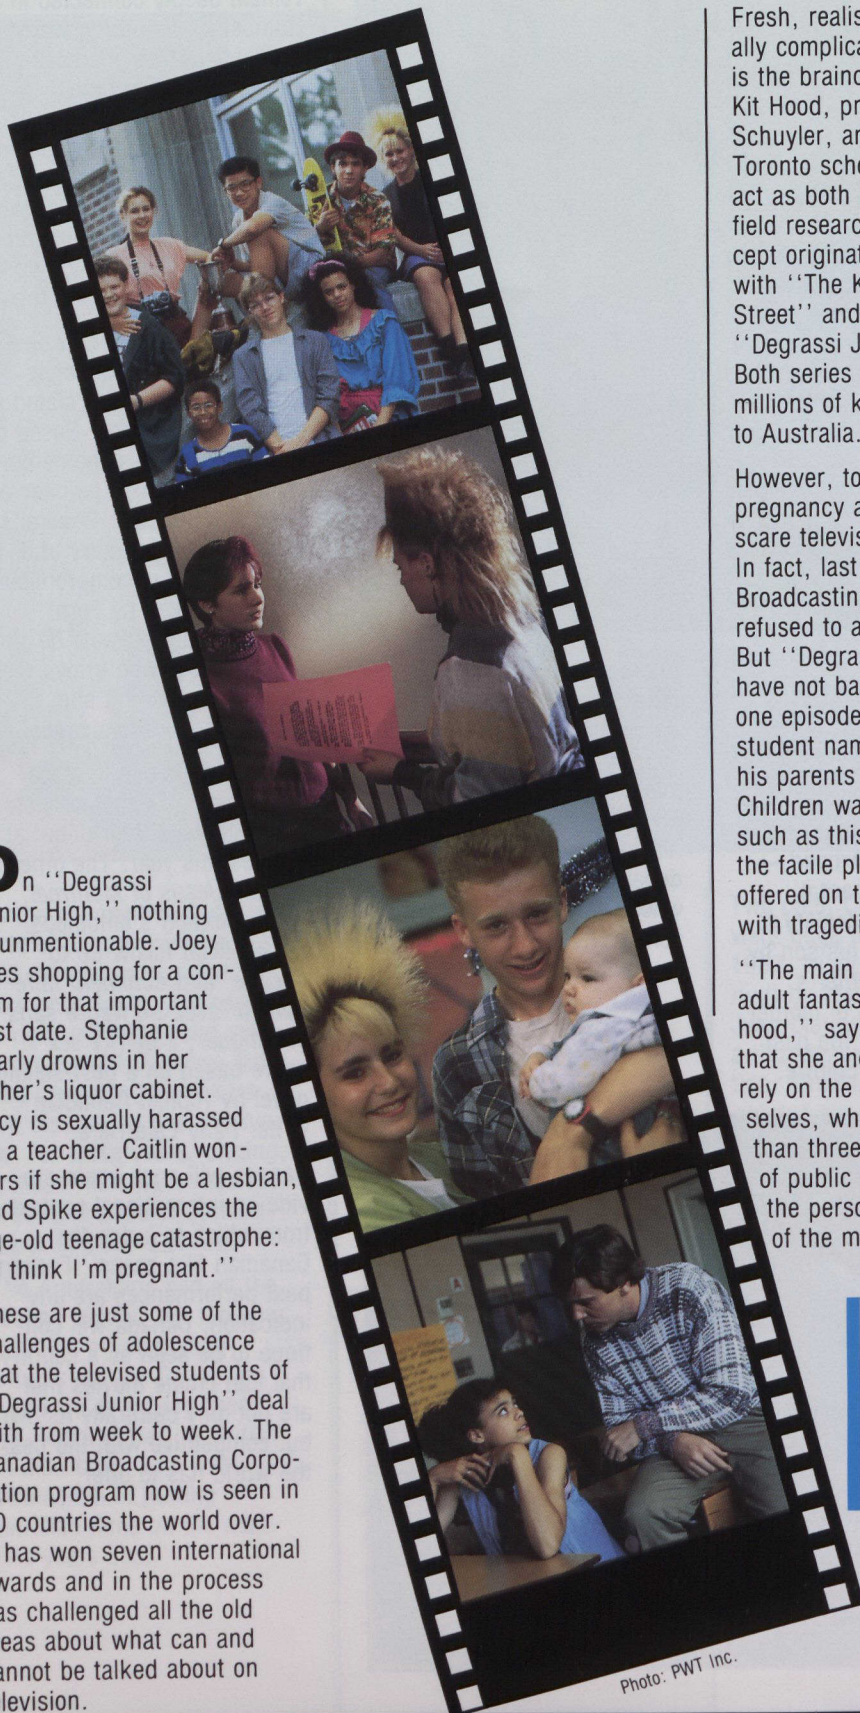 On ‘‘Degrassi
nior High,’’ nothing
unmentionable. Joey
es shopping for a con-
m for that important
st date. Stephanie
arly drowns in her
her’s liquor cabinet.
cy is sexually harassed
a teacher. Caitlin won-
rs if she might be a lesbian,
d Spike experiences the
ge-old teenage catastrophe:
think I’m pregnant.’’
hese are just some of the
hallenges of adolescence
at the televised students of
Degrassi Junior High’’ deal
ith from week to week. The
anadian Broadcasting Corpo-
tion program now is seen in
0 countries the world over.
has won seven international
wards and in the process
as challenged all the old
eas about what can and
annot be talked about on
levision.
Photo: PWT Inc.
Fresh, realis
ally complica
is the brainc
Kit Hood, pr
Schuyler, ar
Toronto scho
act as both
field researc
cept originat
with ‘‘The K
Street’’ and
‘‘Degrassi J
Both series
millions of k
to Australia.
However, to
pregnancy a
scare televis
In fact, last
Broadcastin
refused to a
But ‘‘Degra
have not ba
one episode
student nam
his parents
Children wa
such as this
the facile pl
offered on t
with tragedi
‘‘The main
adult fantas
hood,’’ say
that she and
rely on the
selves, wh
than three
of public
the perso
of the m